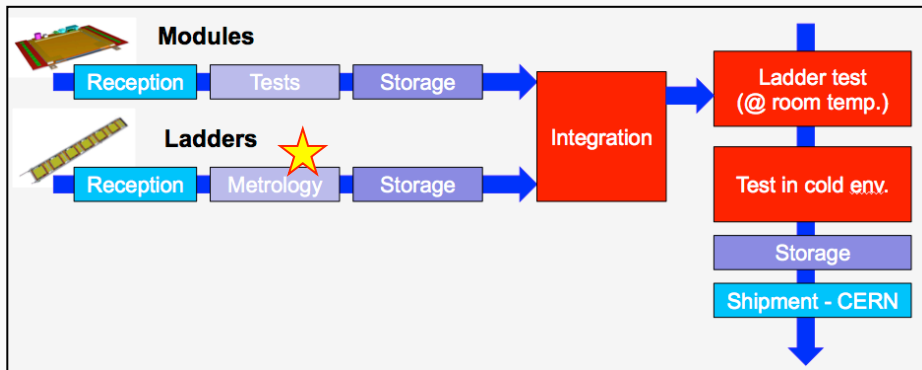 Modules
Reception
Tests
Storage
Ladders
Reception
Metrology
Storage
Integration
Ladder test
(@ room temp.)
Test in cold env.
Storage
Shipment - CERN